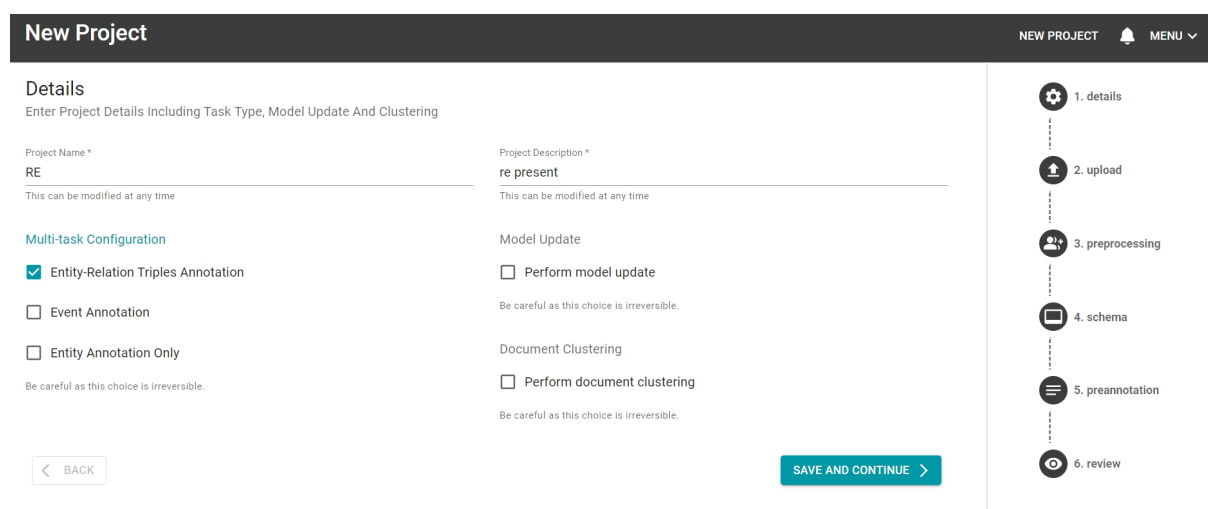 New Project
NEW PROJECT
MENU
Details
Enter Project Details Including Task Type, Model Update And Clustering
Project Name *
RE
This can be modified at any time
Project Description *
re present
This can be modified at any time
Multi-task Configuration
Entity-Relation Triples Annotation
Event Annotation
Entity Annotation Only
Be careful as this choice is irreversible.
Model Update
Perform model update
Be careful as this choice is irreversible.
Document Clustering
Perform document clustering
Be careful as this choice is irreversible.
BACK
SAVE AND CONTINUE
1. details
2. upload
3. preprocessing
4. schema
5. preannotation
6. review